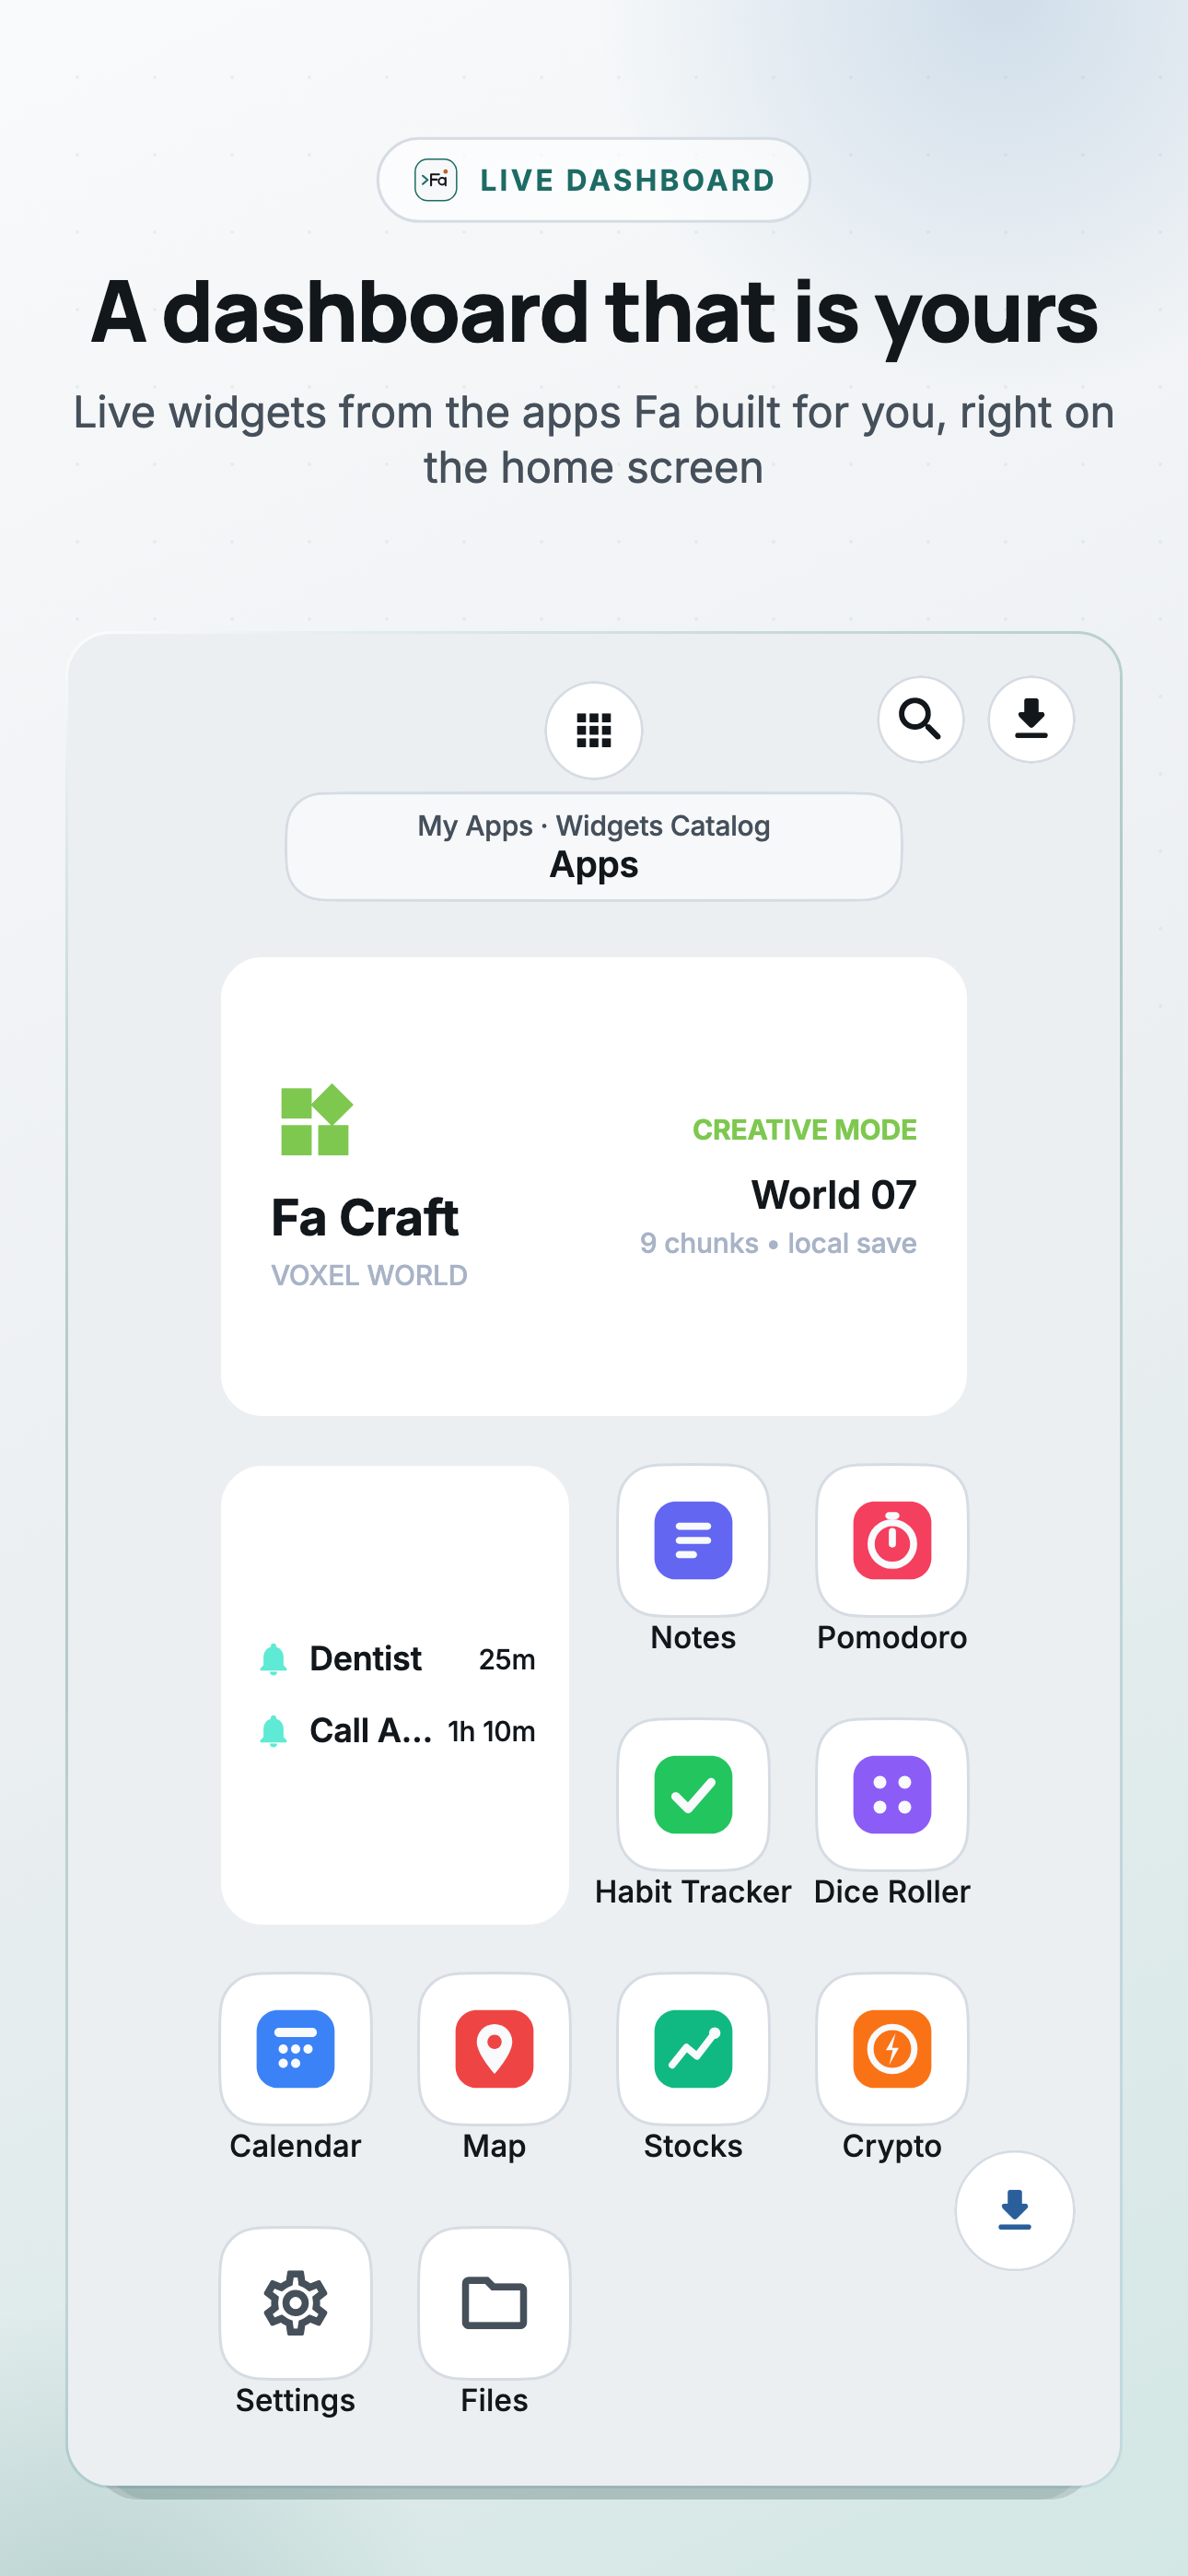 >Fa LIVE DASHBOARD
A dashboard that is yours
Live widgets from the apps Fa built for you, right on
the home screen
My Apps · Widgets Catalog
Apps
Fa Craft
VOXEL WORLD
CREATIVE MODE
World 07
9 chunks • local save
Dentist 25m
Call A... 1h 10m
Notes Pomodoro
Habit Tracker Dice Roller
Calendar Map Stocks Crypto
Settings Files